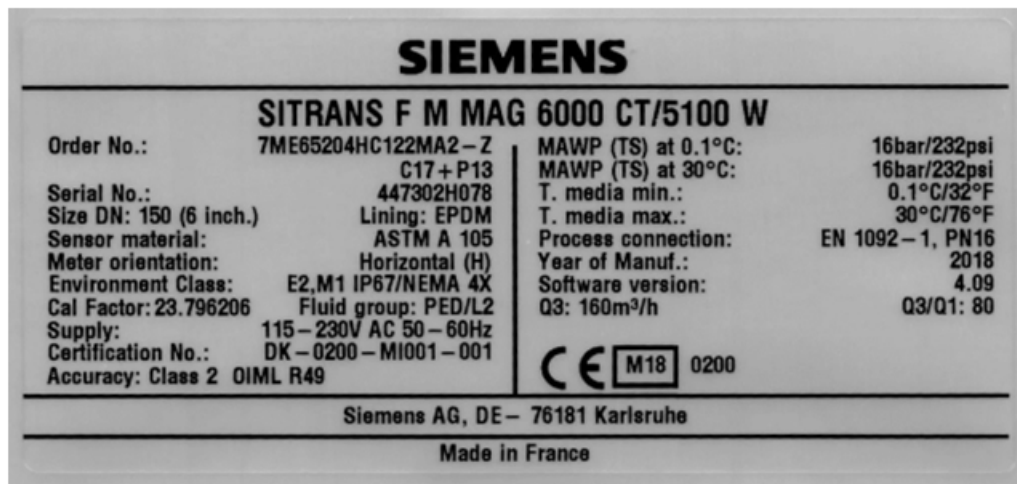 SIEMENS
SITRANS F M MAG 6000 CT/5100 W
Order No.: 7ME65204HC122MA2-Z
C17+P13
Serial No.: 447302H078
Size DN: 150 (6 inch.) Lining: EPDM
Sensor material: ASTM A 105
Meter orientation: Horizontal (H)
Environment Class: E2,M1 IP67/NEMA 4X
Cal Factor: 23.796206 Fluid group: PED/L2
Supply: 115-230V AC 50-60Hz
Certification No.: DK-0200-MI001-001
Accuracy: Class 2 OIML R49
MAWP (TS) at 0.1°C: 16bar/232psi
MAWP (TS) at 30°C: 16bar/232psi
T. media min.: 0.1°C/32°F
T. media max.: 30°C/76°F
Process connection: EN 1092-1, PN16
Year of Manuf.: 2018
Software version: 4.09
Q3: 160m³/h Q3/Q1: 80
CE M18 0200
Siemens AG, DE- 76181 Karlsruhe
Made in France